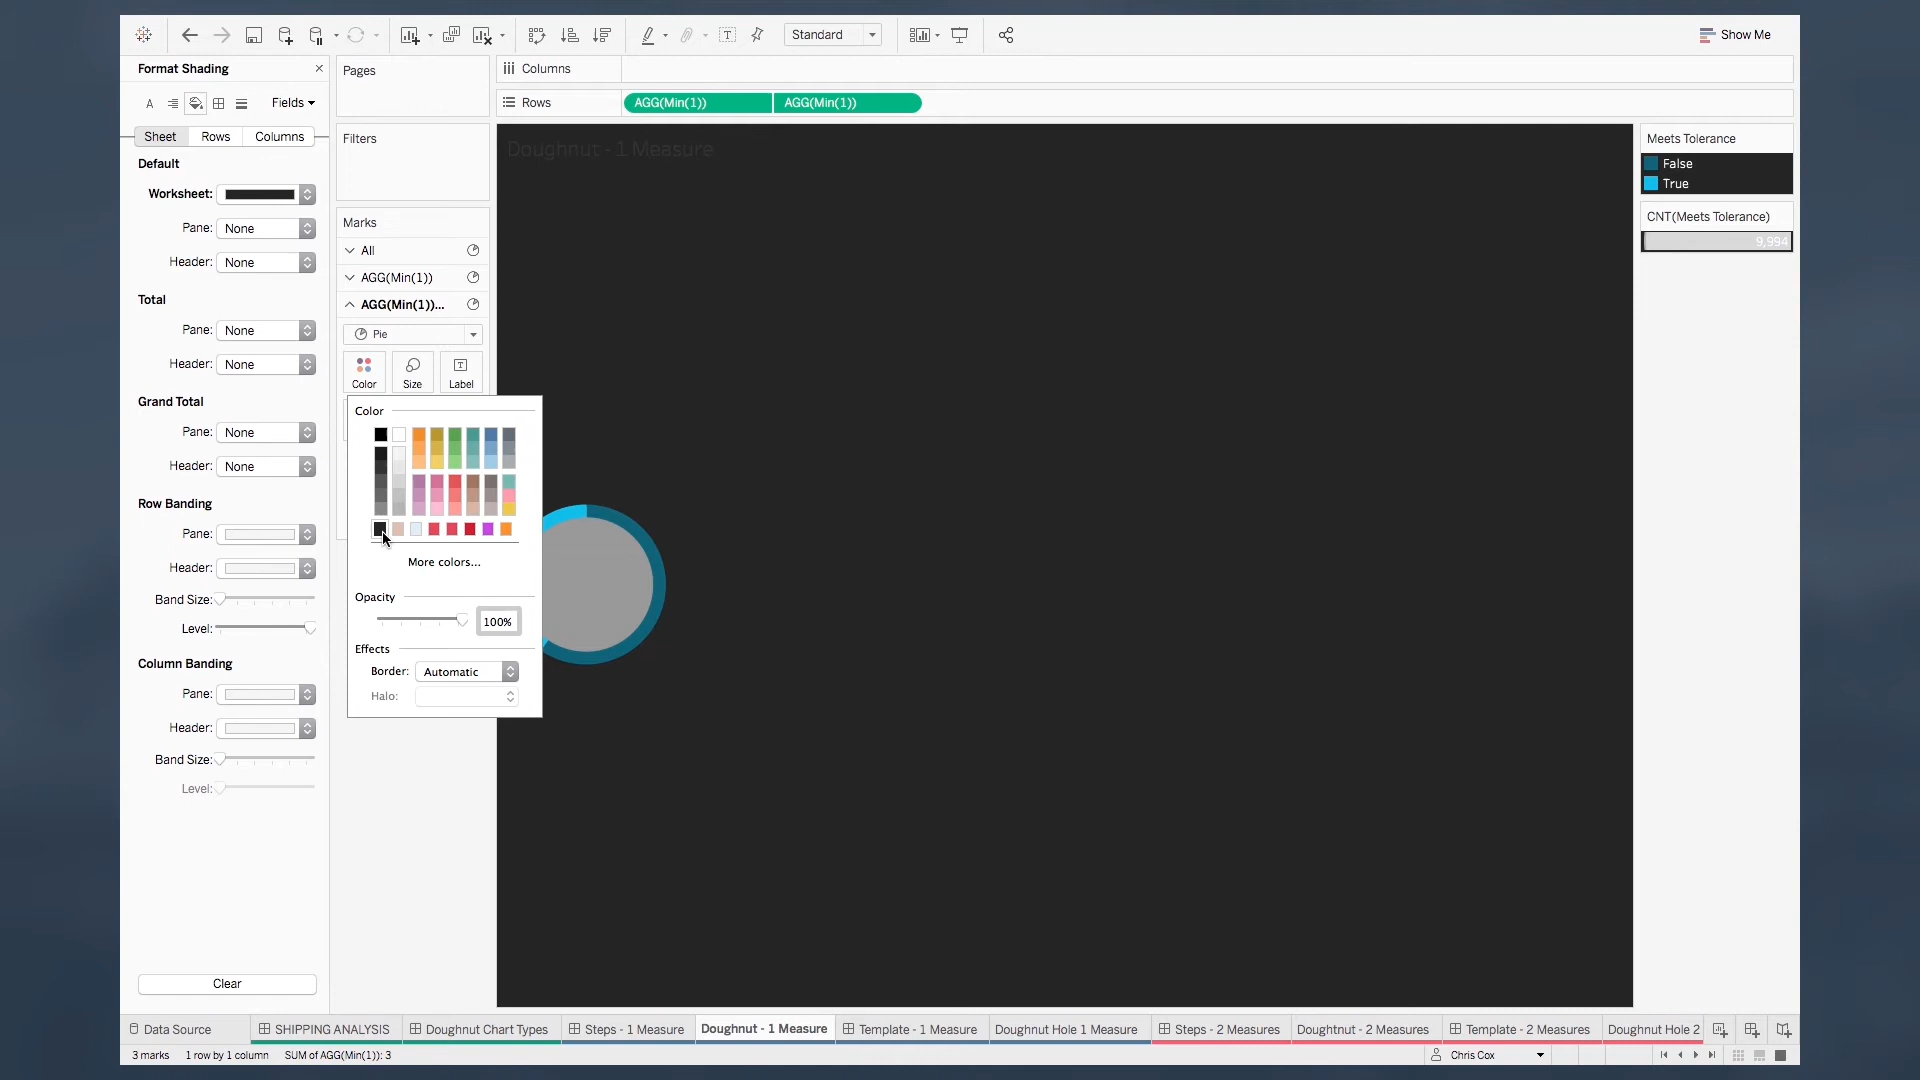 Standard
Show Me
Format Shading
A
Fields
Sheet
Rows
Columns
Default
Worksheet:
Pane: None
Header: None
Total
Pane: None
Header: None
Grand Total
Pane: None
Header: None
Row Banding
Pane:
Header:
Band Size:
Level:
Column Banding
Pane:
Header:
Band Size:
Level:
Clear
Pages
Filters
Marks
All
AGG(Min(1))
AGG(Min(1))...
Pie
Color
Size
Label
Color
More colors...
Opacity
100%
Effects
Border: Automatic
Halo:
Columns
Rows
AGG(Min(1))
AGG(Min(1))
Doughnut - 1 Measure
Meets Tolerance
False
True
CNT(Meets Tolerance)
9,994
Data Source
SHIPPING ANALYSIS
Doughnut Chart Types
Steps - 1 Measure
Doughnut - 1 Measure
Template - 1 Measure
Doughnut Hole 1 Measure
Steps - 2 Measures
Doughtnut - 2 Measures
Template - 2 Measures
Doughnut Hole 2
3 marks
1 row by 1 column
SUM of AGG(Min(1)): 3
Chris Cox